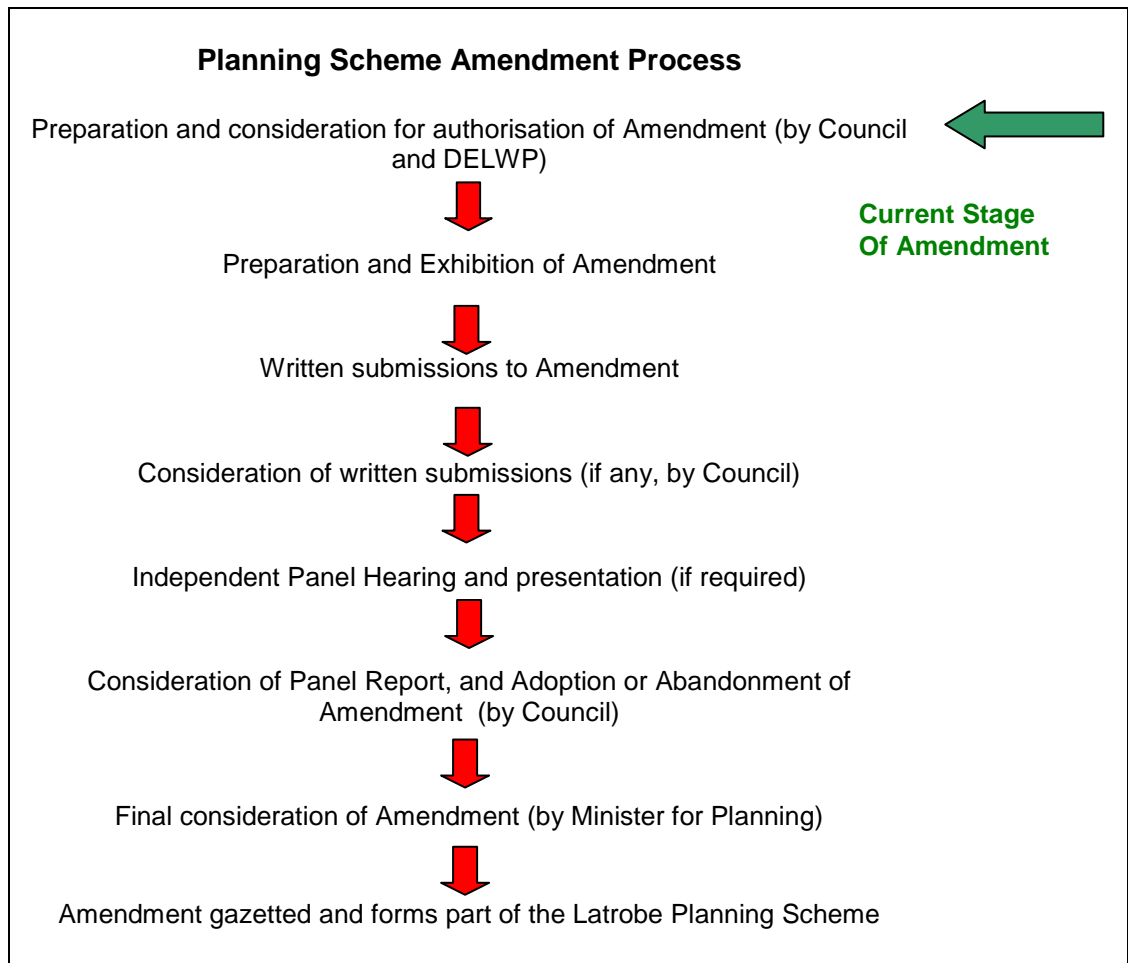 Planning Scheme Amendment Process
Preparation and consideration for authorisation of Amendment (by Council
and DELWP)
Current Stage
Of Amendment
Preparation and Exhibition of Amendment
Written submissions to Amendment
Consideration of written submissions (if any, by Council)
Independent Panel Hearing and presentation (if required)
Consideration of Panel Report, and Adoption or Abandonment of
Amendment (by Council)
Final consideration of Amendment (by Minister for Planning)
Amendment gazetted and forms part of the Latrobe Planning Scheme